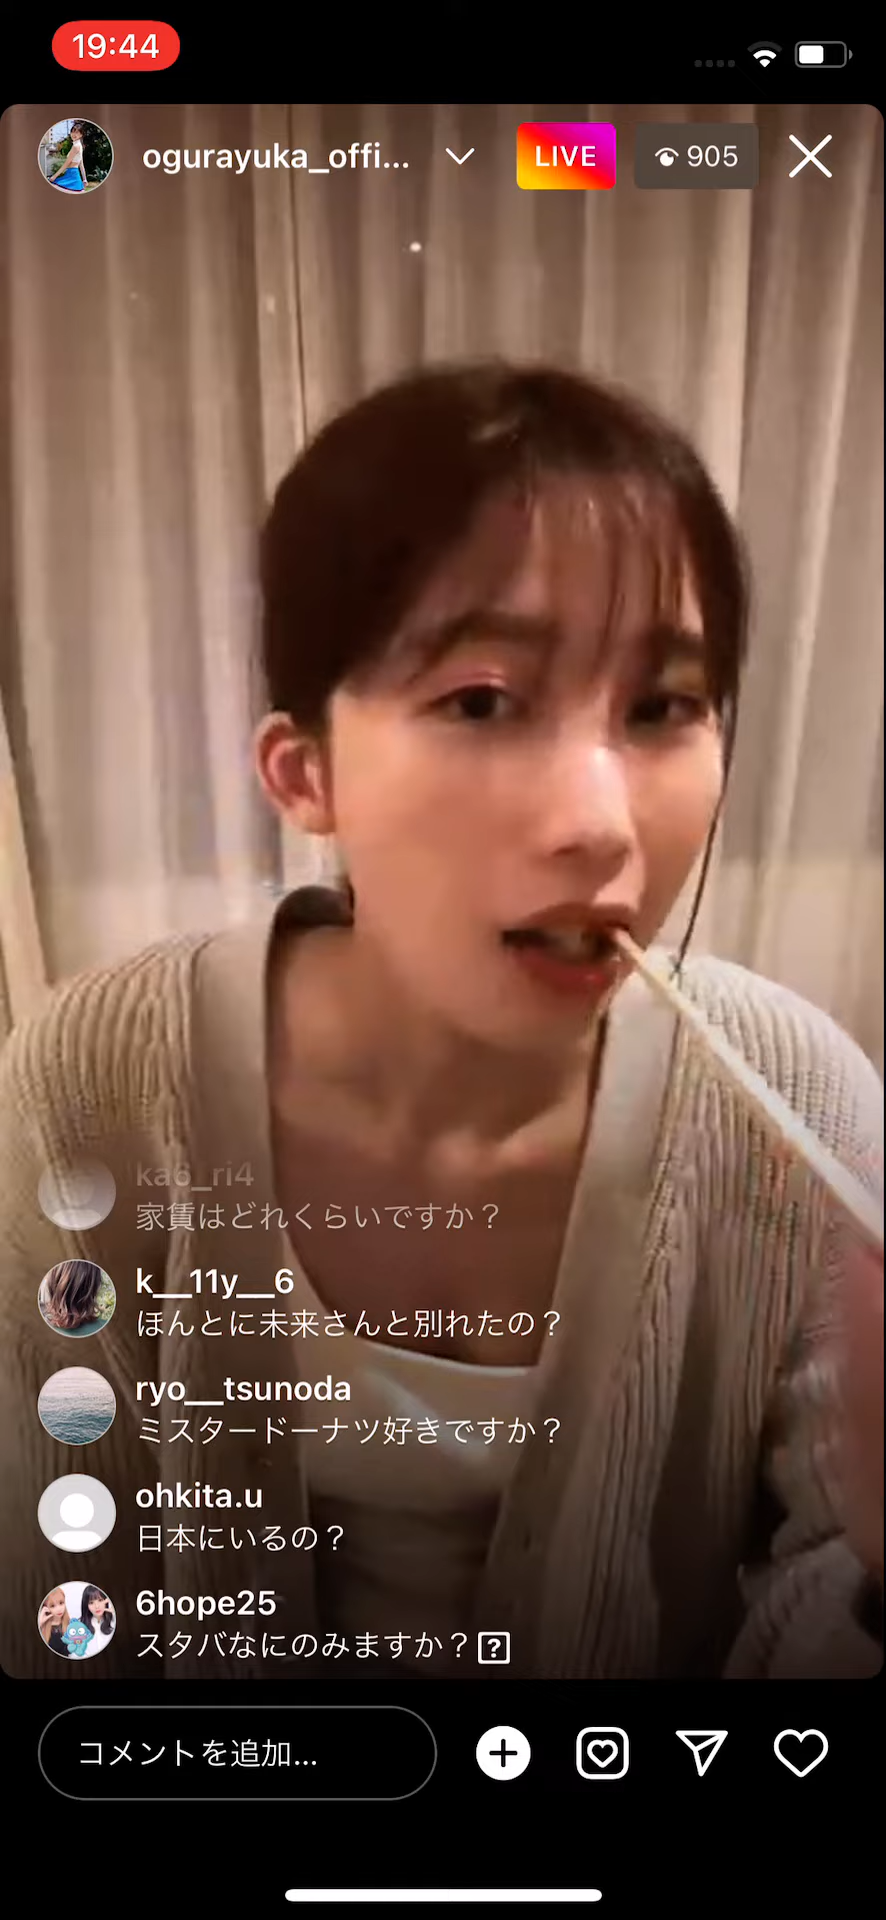 19:44
ogurayuka_offi...
LIVE
905
ka6_ri4
家賃はどれくらいですか？
k__11y__6
ほんとに未来さんと別れたの？
ryo__tsunoda
ミスタードーナツ好きですか？
ohkita.u
日本にいるの？
6hope25
スタバなにのみますか？⍰
コメントを追加...